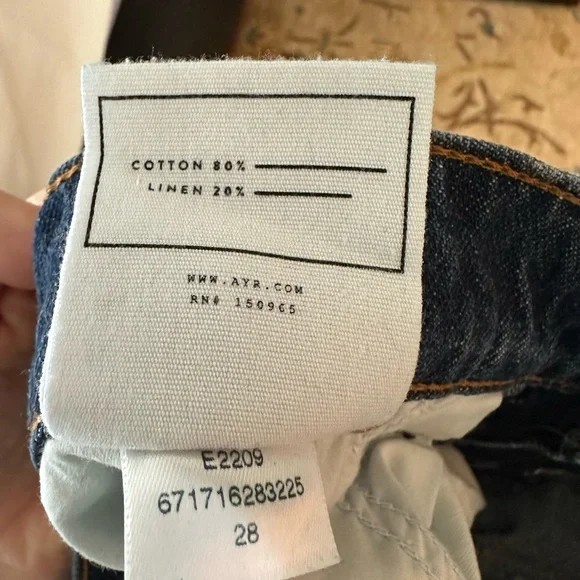 COTTON 80%
LINEN 20%
WWW.AYR.COM
RN# 150965
E2209
671716283225
28